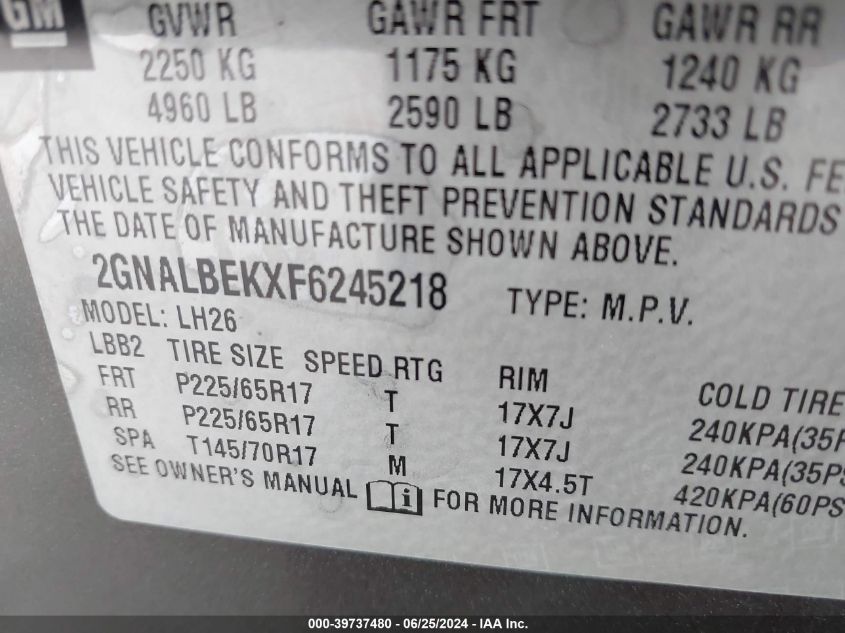 GM
GVWR GAWR FRT GAWR RR
2250 KG 1175 KG 1240 KG
4960 LB 2590 LB 2733 LB
THIS VEHICLE CONFORMS TO ALL APPLICABLE U.S. FE
VEHICLE SAFETY AND THEFT PREVENTION STANDARDS
THE DATE OF MANUFACTURE SHOWN ABOVE.
2GNALBEKXF6245218 TYPE: M.P.V.
MODEL: LH26
LBB2 TIRE SIZE SPEED RTG RIM COLD TIRE
FRT P225/65R17 T 17X7J 240KPA(35P
RR P225/65R17 T 17X7J 240KPA(35PS
SPA T145/70R17 M 17X4.5T 420KPA(60PS
SEE OWNER'S MANUAL i FOR MORE INFORMATION.
000-39737480 - 06/25/2024 - IAA Inc.